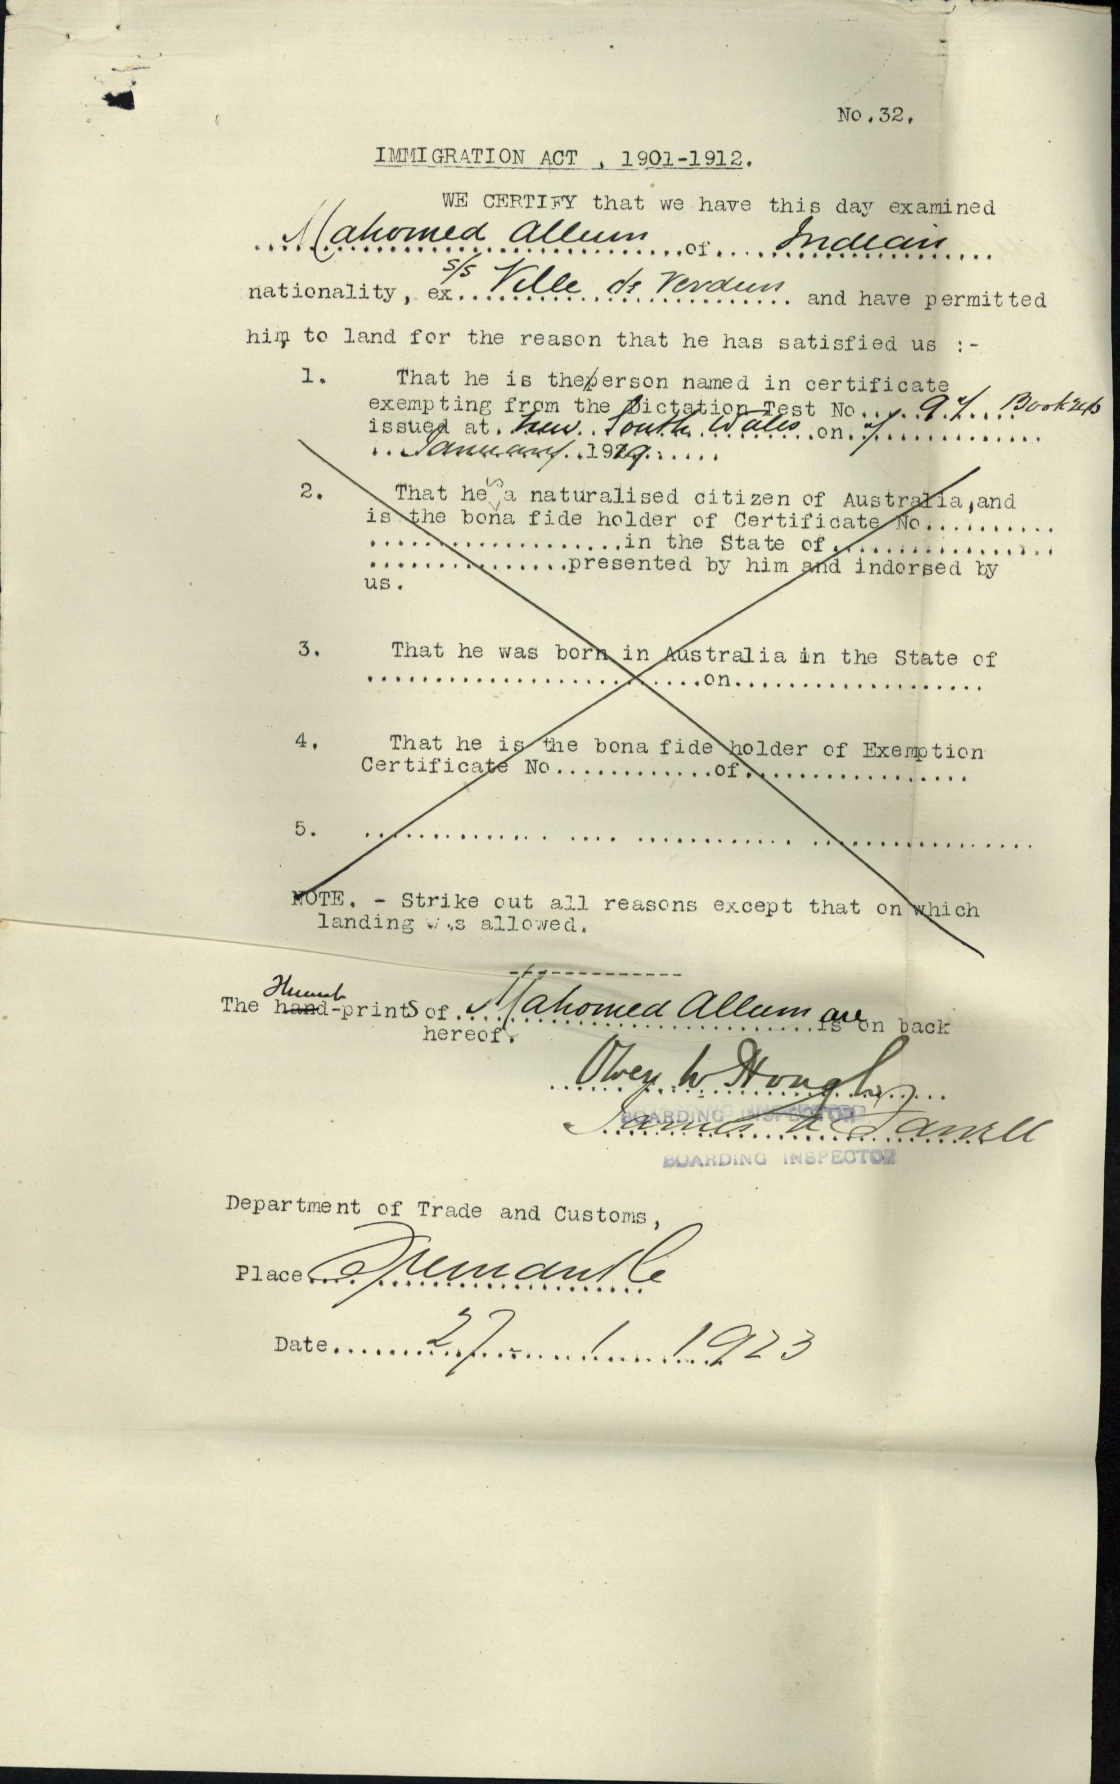 No.32.
IMMIGRATION ACT , 1901-1912.
WE CERTIFY that we have this day examined
Mahomed Allum of Indian
s/s
nationality, ex Ville de Verdun and have permitted
him to land for the reason that he has satisfied us :-
1. That he is the/person named in certificate
exempting from the Dictation Test No. 97 Book
issued at New South Wales on
January 19
2. That he s a naturalised citizen of Australia,and
is the bona fide holder of Certificate No...........
....................in the State of.................
................presented by him and indorsed by
us.
3. That he was born in Australia in the State of
..........................on....................
4. That he is the bona fide holder of Exemption
Certificate No.............of..................
5. .............. .... ............. ..................
NOTE. - Strike out all reasons except that on which
landing was allowed.
--------------
Thumb
The hand-prints of Mahomed Allum are is on back
hereof.
W Hough
BOARDING INSPECTOR
James
BOARDING INSPECTOR
Department of Trade and Customs,
Place Fremantle
Date 27 - 1 1923